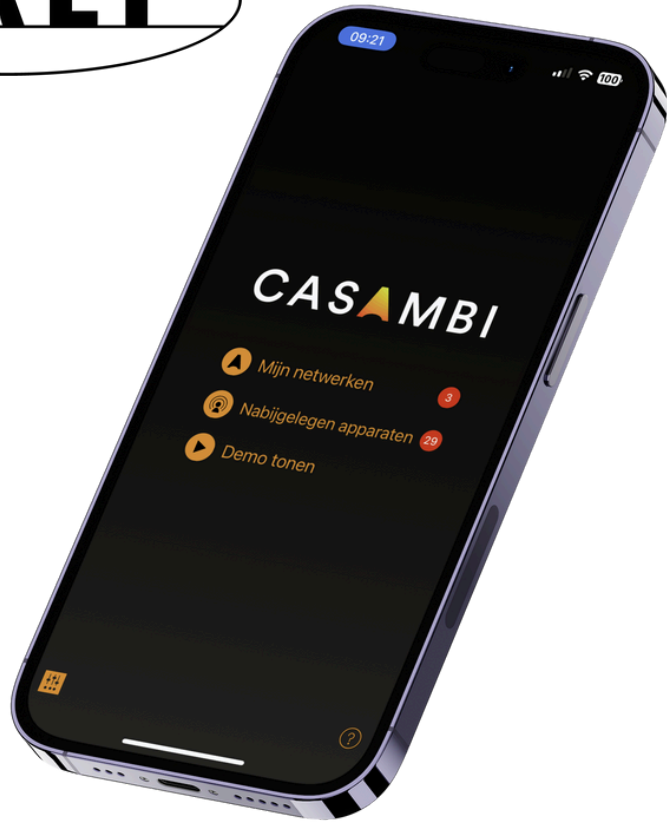 09:21
100
CASAMBI
Mijn netwerken
3
Nabijgelegen apparaten
29
Demo tonen
?